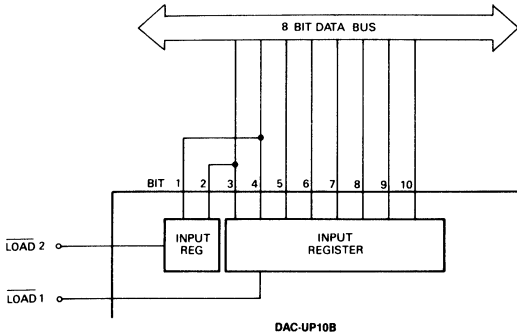 8 BIT DATA BUS
BIT 1 2 3 4 5 6 7 8 9 10
INPUT
REG
INPUT
REGISTER
LOAD 2
LOAD 1
DAC-UP10B